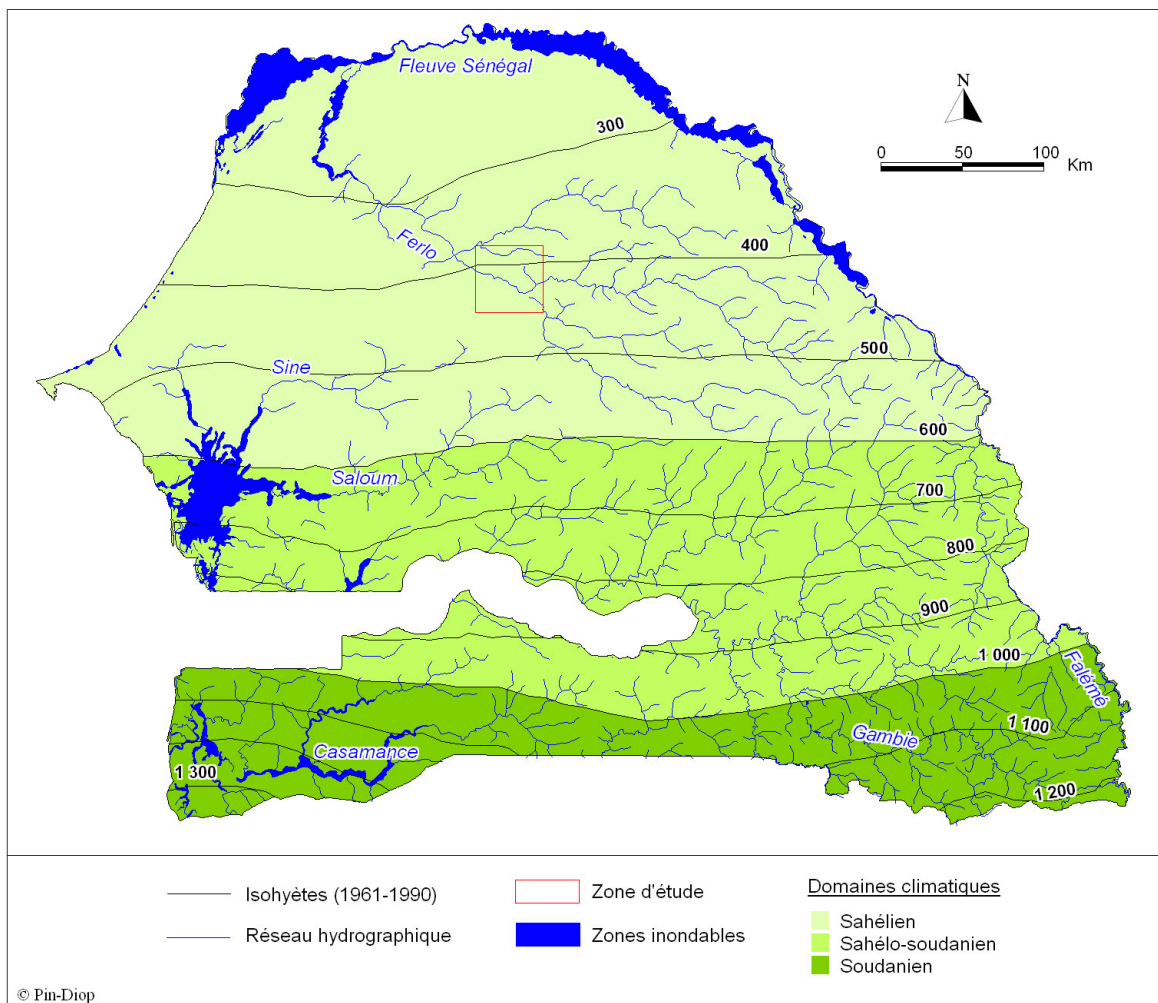 Fleuve Sénégal
N
300
0 50 100
Km
Ferlo
400
500
Sine
600
Saloum
700
800
900
1 000
Falémé
1 100
Gambie
Casamance
1 300
1 200
Isohyètes (1961-1990)
Réseau hydrographique
Zone d'étude
Zones inondables
Domaines climatiques
Sahélien
Sahélo-soudanien
Soudanien
© Pin-Diop